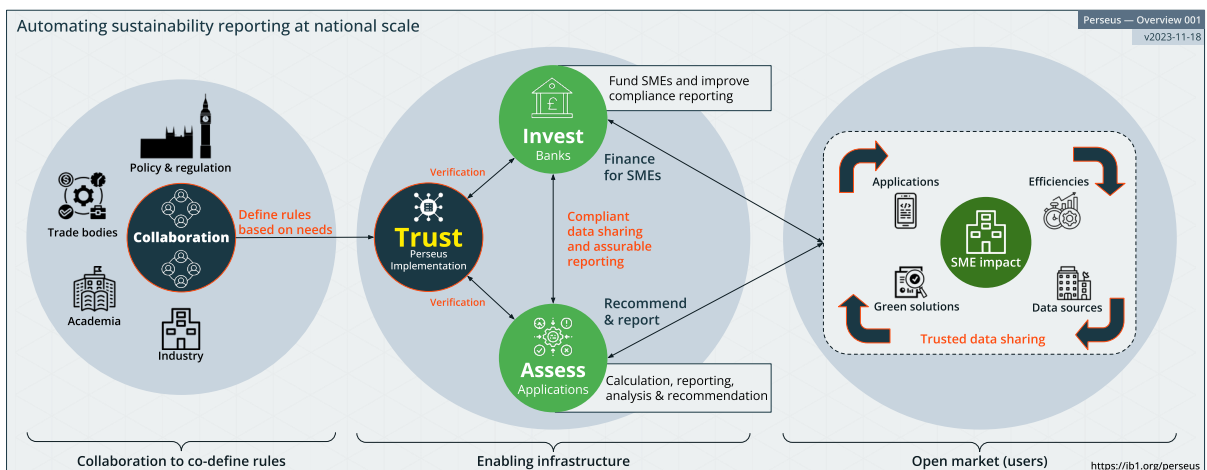 Automating sustainability reporting at national scale
Perseus — Overview 001
v2023-11-18
Policy & regulation
Trade bodies
Collaboration
Academia
Industry
Define rules
based on needs
Collaboration to co-define rules
Verification
Trust
Perseus
Implementation
Verification
£
Invest
Banks
Fund SMEs and improve
compliance reporting
Finance
for SMEs
Compliant
data sharing
and assurable
reporting
Recommend
& report
Assess
Applications
Calculation, reporting,
analysis & recommendation
Enabling infrastructure
Applications
Efficiencies
SME impact
Green solutions
Data sources
Trusted data sharing
Open market (users)
https://ib1.org/perseus